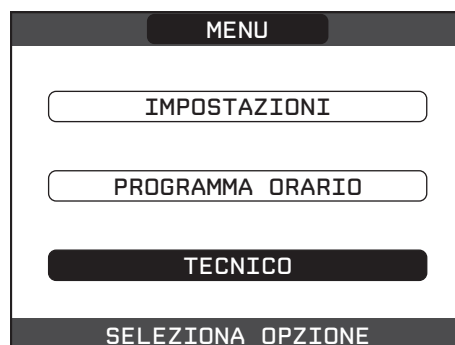 MENU
IMPOSTAZIONI
PROGRAMMA ORARIO
TECNICO
SELEZIONA OPZIONE